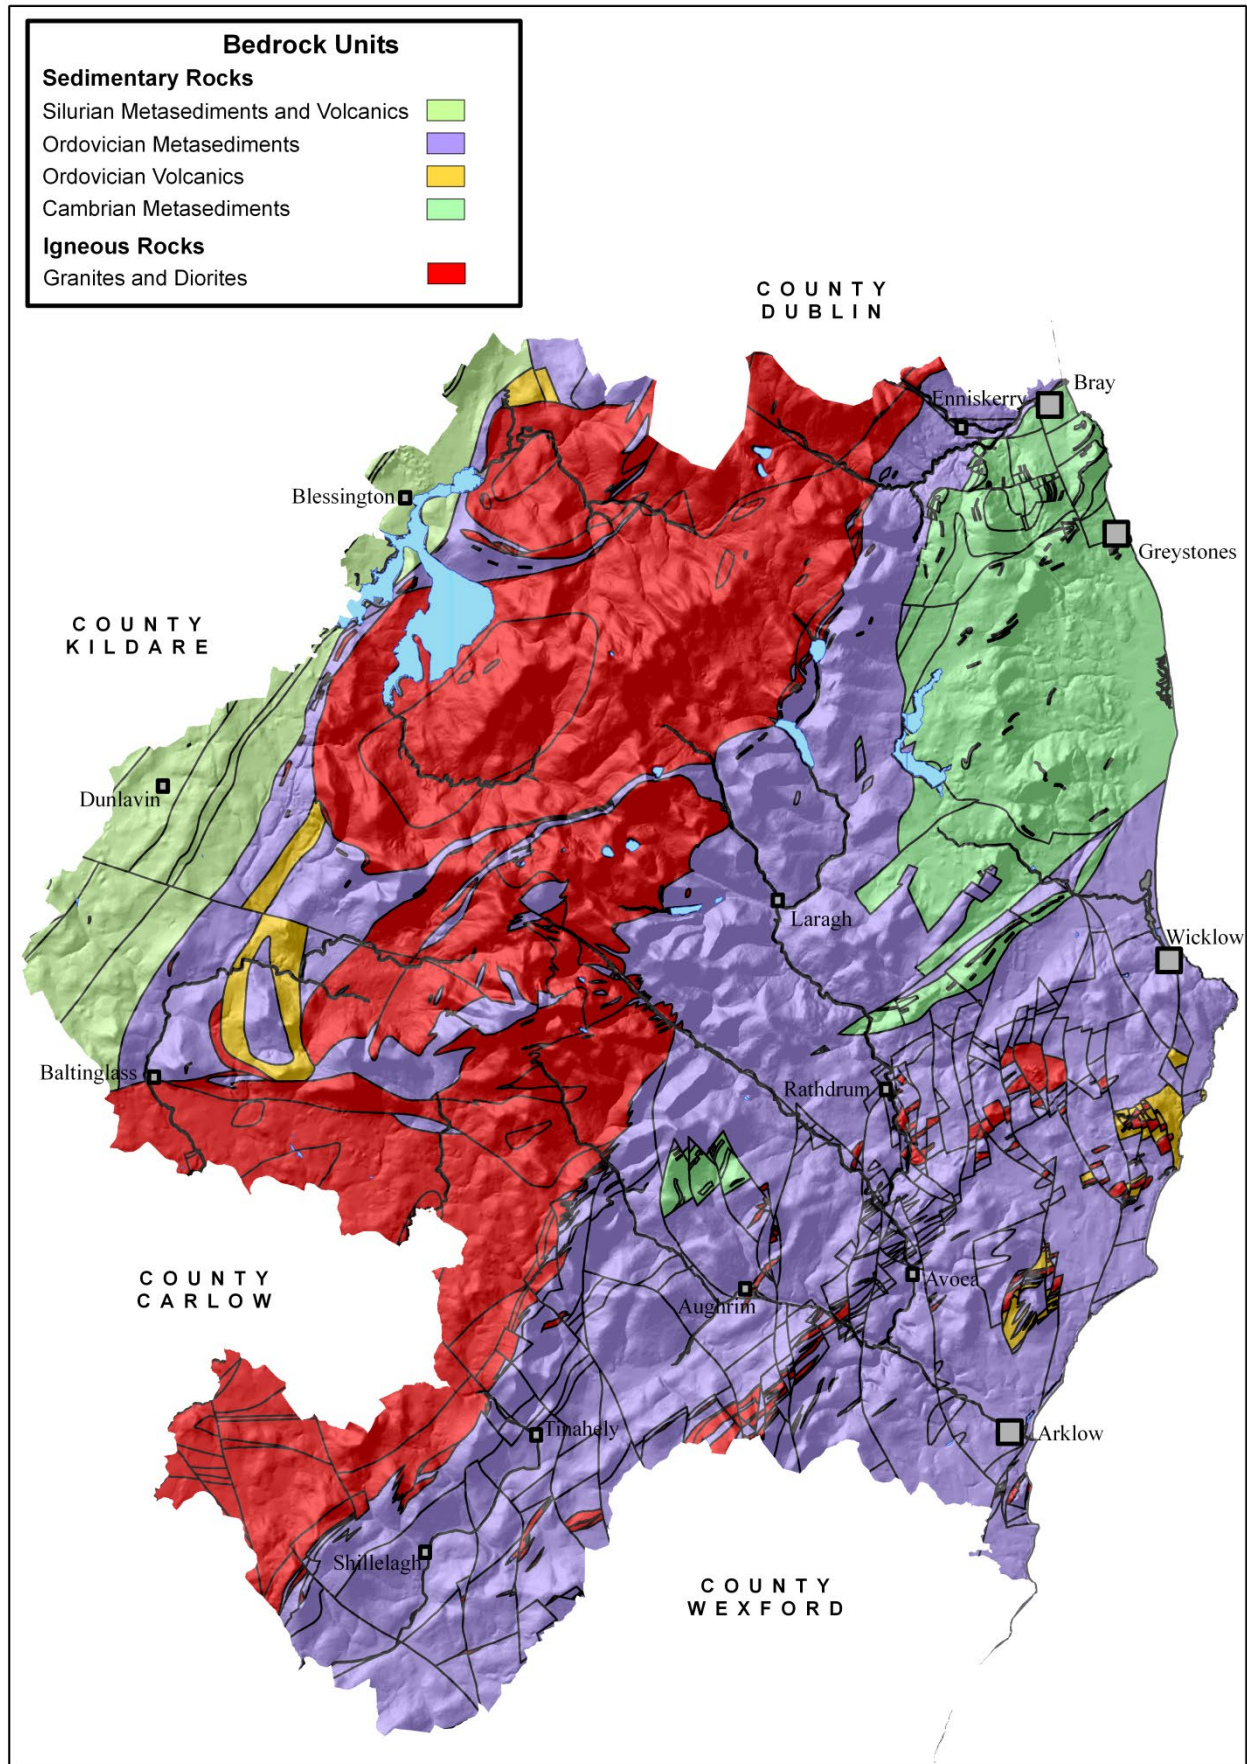 Bedrock Units
Sedimentary Rocks
Silurian Metasediments and Volcanics
Ordovician Metasediments
Ordovician Volcanics
Cambrian Metasediments
Igneous Rocks
Granites and Diorites
COUNTY
DUBLIN
Bray
Enniskerry
Blessington
Greystones
COUNTY
KILDARE
Dunlavin
Laragh
Wicklow
Baltinglass
Rathdrum
COUNTY
CARLOW
Avoca
Aughrim
Tinahely
Arklow
Shillelagh
COUNTY
WEXFORD